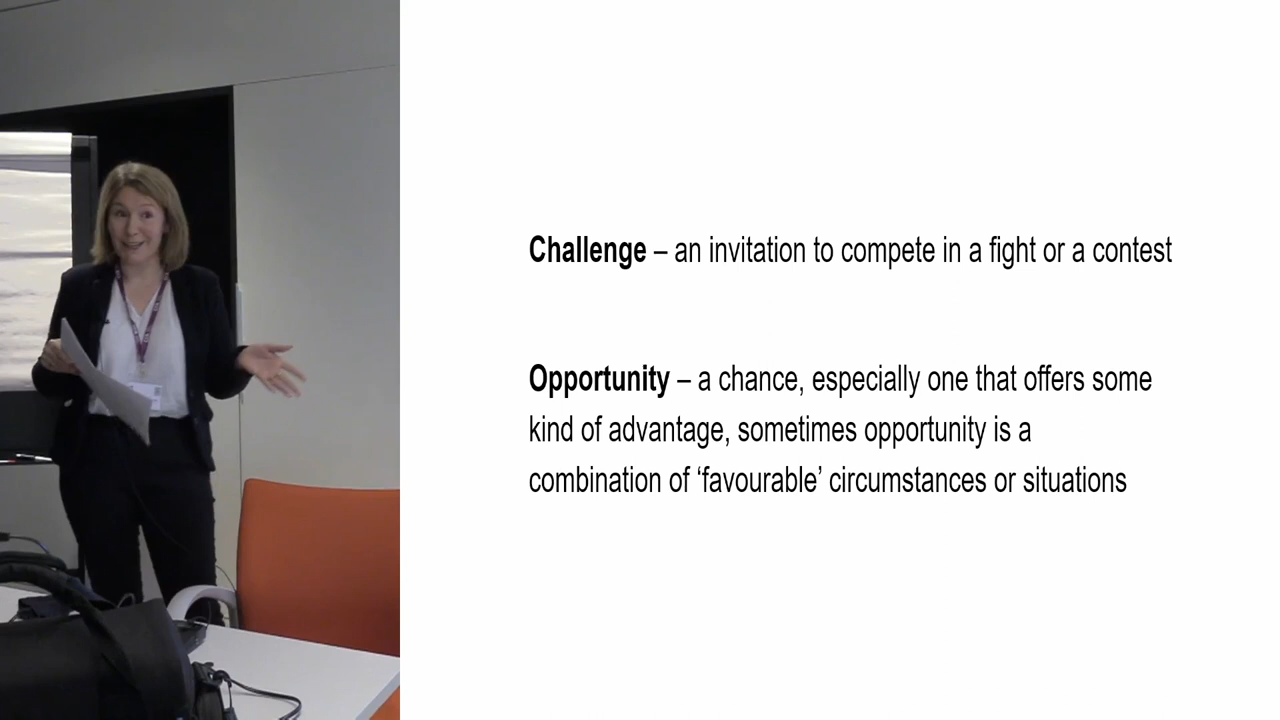 Challenge – an invitation to compete in a fight or a contest
Opportunity – a chance, especially one that offers some
kind of advantage, sometimes opportunity is a
combination of ‘favourable’ circumstances or situations